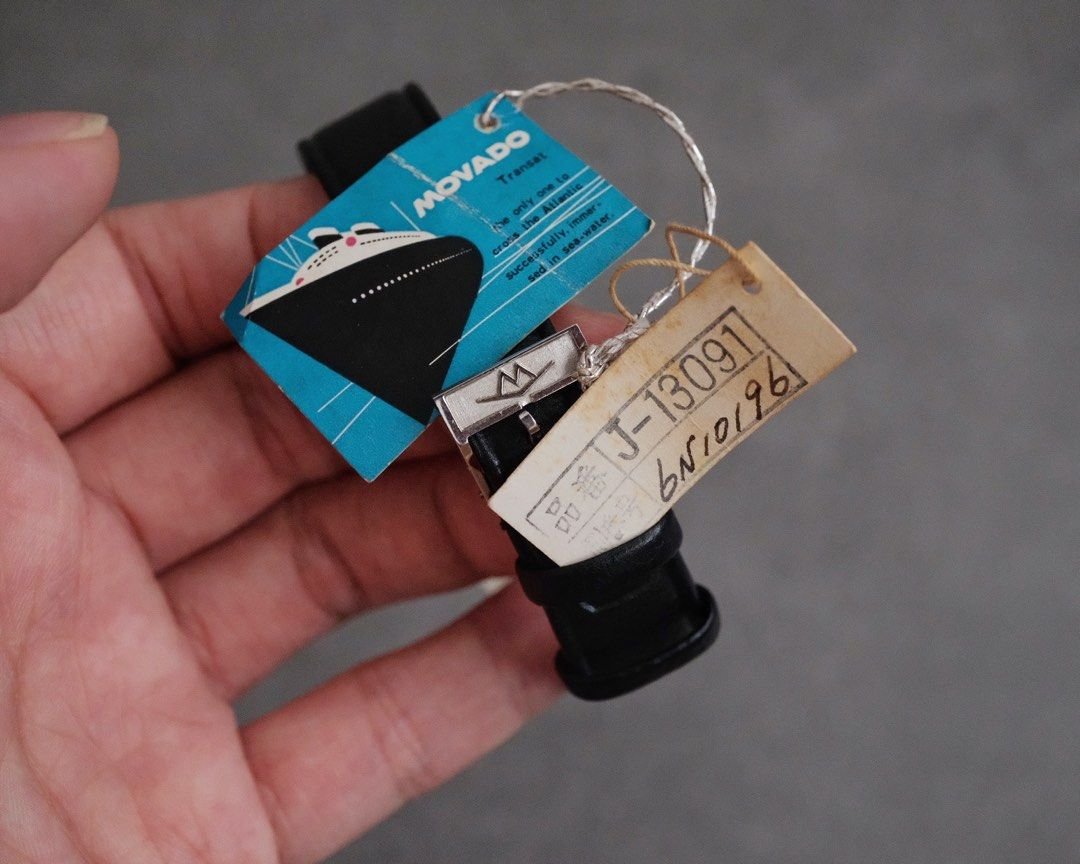 MOVADO
Transat
the only one to
cross the Atlantic
successfully, immer-
sed in sea-water.
品番 J-13091
6N10196